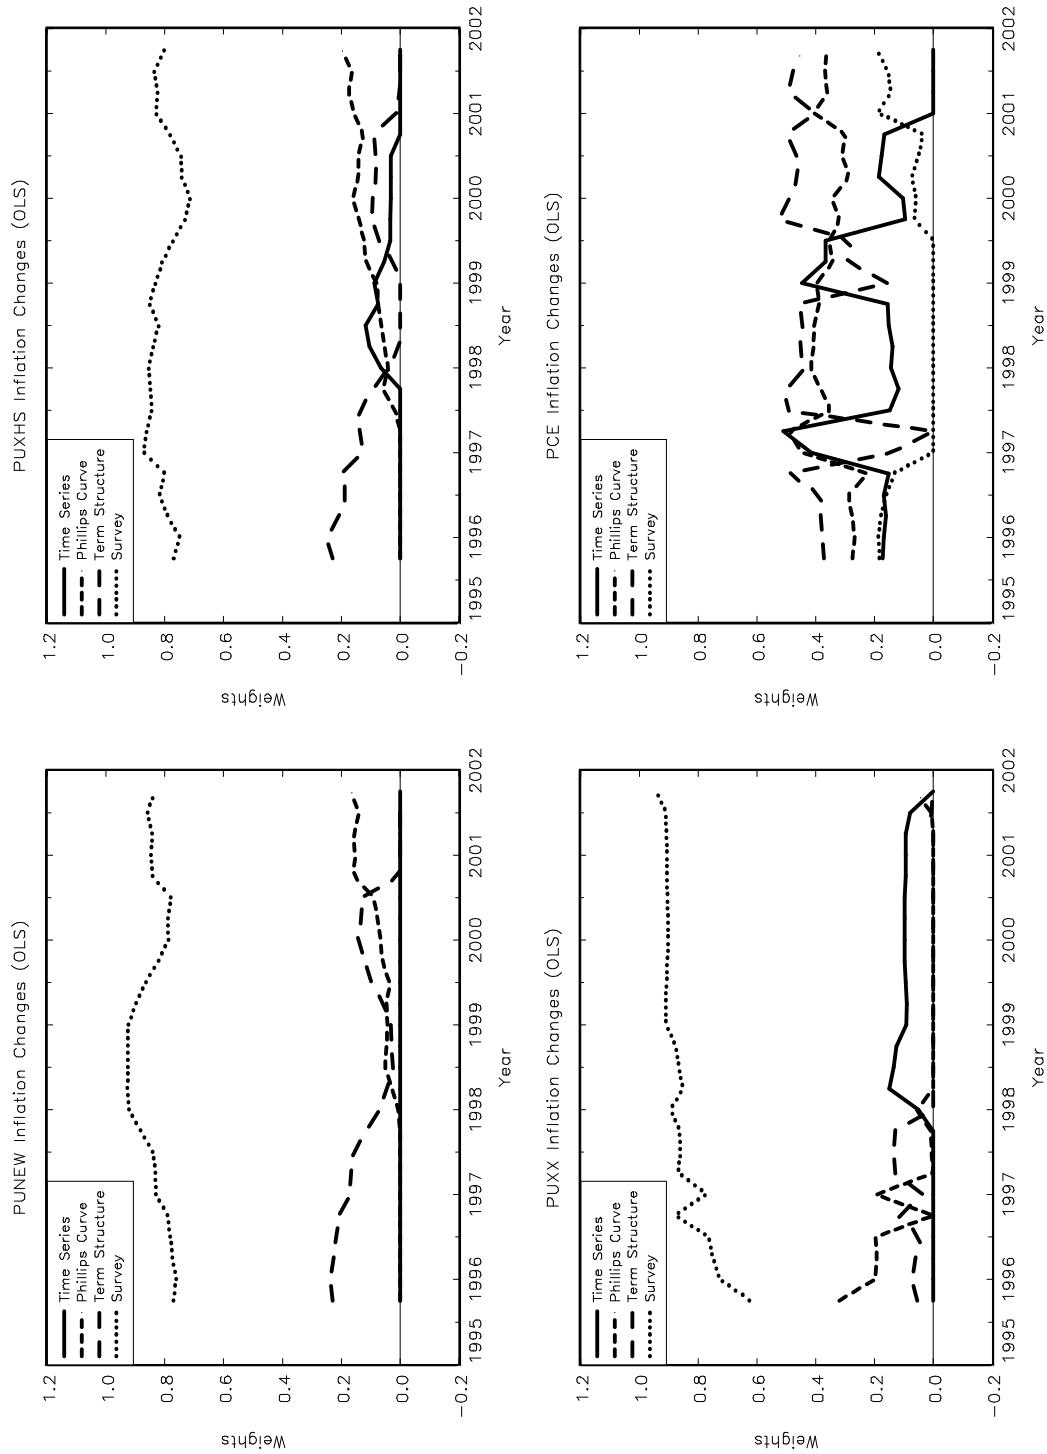 PUNEW Inflation Changes (OLS)
Weights
1.2
1.0
0.8
0.6
0.4
0.2
0.0
−0.2
Time Series
Phillips Curve
Term Structure
Survey
1995 1996 1997 1998 1999 2000 2001 2002
Year
PUXHS Inflation Changes (OLS)
Weights
1.2
1.0
0.8
0.6
0.4
0.2
0.0
−0.2
Time Series
Phillips Curve
Term Structure
Survey
1995 1996 1997 1998 1999 2000 2001 2002
Year
PUXX Inflation Changes (OLS)
Weights
1.2
1.0
0.8
0.6
0.4
0.2
0.0
−0.2
Time Series
Phillips Curve
Term Structure
Survey
1995 1996 1997 1998 1999 2000 2001 2002
Year
PCE Inflation Changes (OLS)
Weights
1.2
1.0
0.8
0.6
0.4
0.2
0.0
−0.2
Time Series
Phillips Curve
Term Structure
Survey
1995 1996 1997 1998 1999 2000 2001 2002
Year